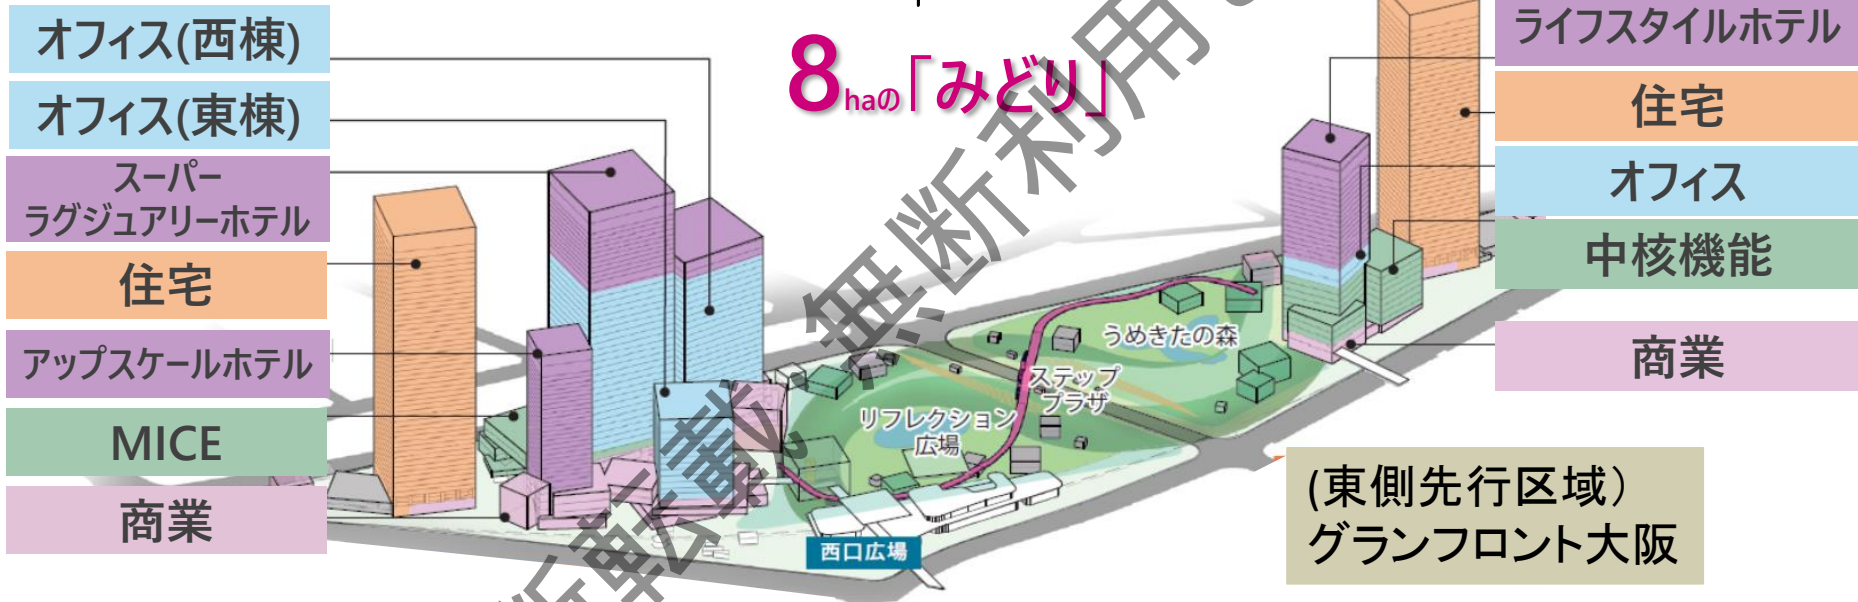 オフィス(西棟)
オフィス(東棟)
スーパー
ラグジュアリーホテル
住宅
アップスケールホテル
MICE
商業
8haの「みどり」
うめきたの森
ステップ
プラザ
リフレクション
広場
西口広場
ライフスタイルホテル
住宅
オフィス
中核機能
商業
(東側先行区域）
グランフロント大阪
断転載・無断利用